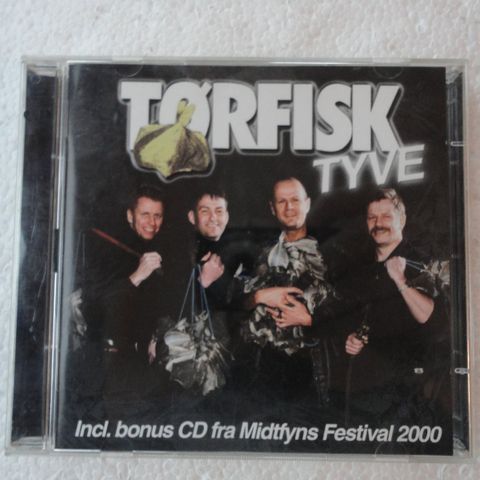 TØRFISK
TYVE
Incl. bonus CD fra Midtfyns Festival 2000